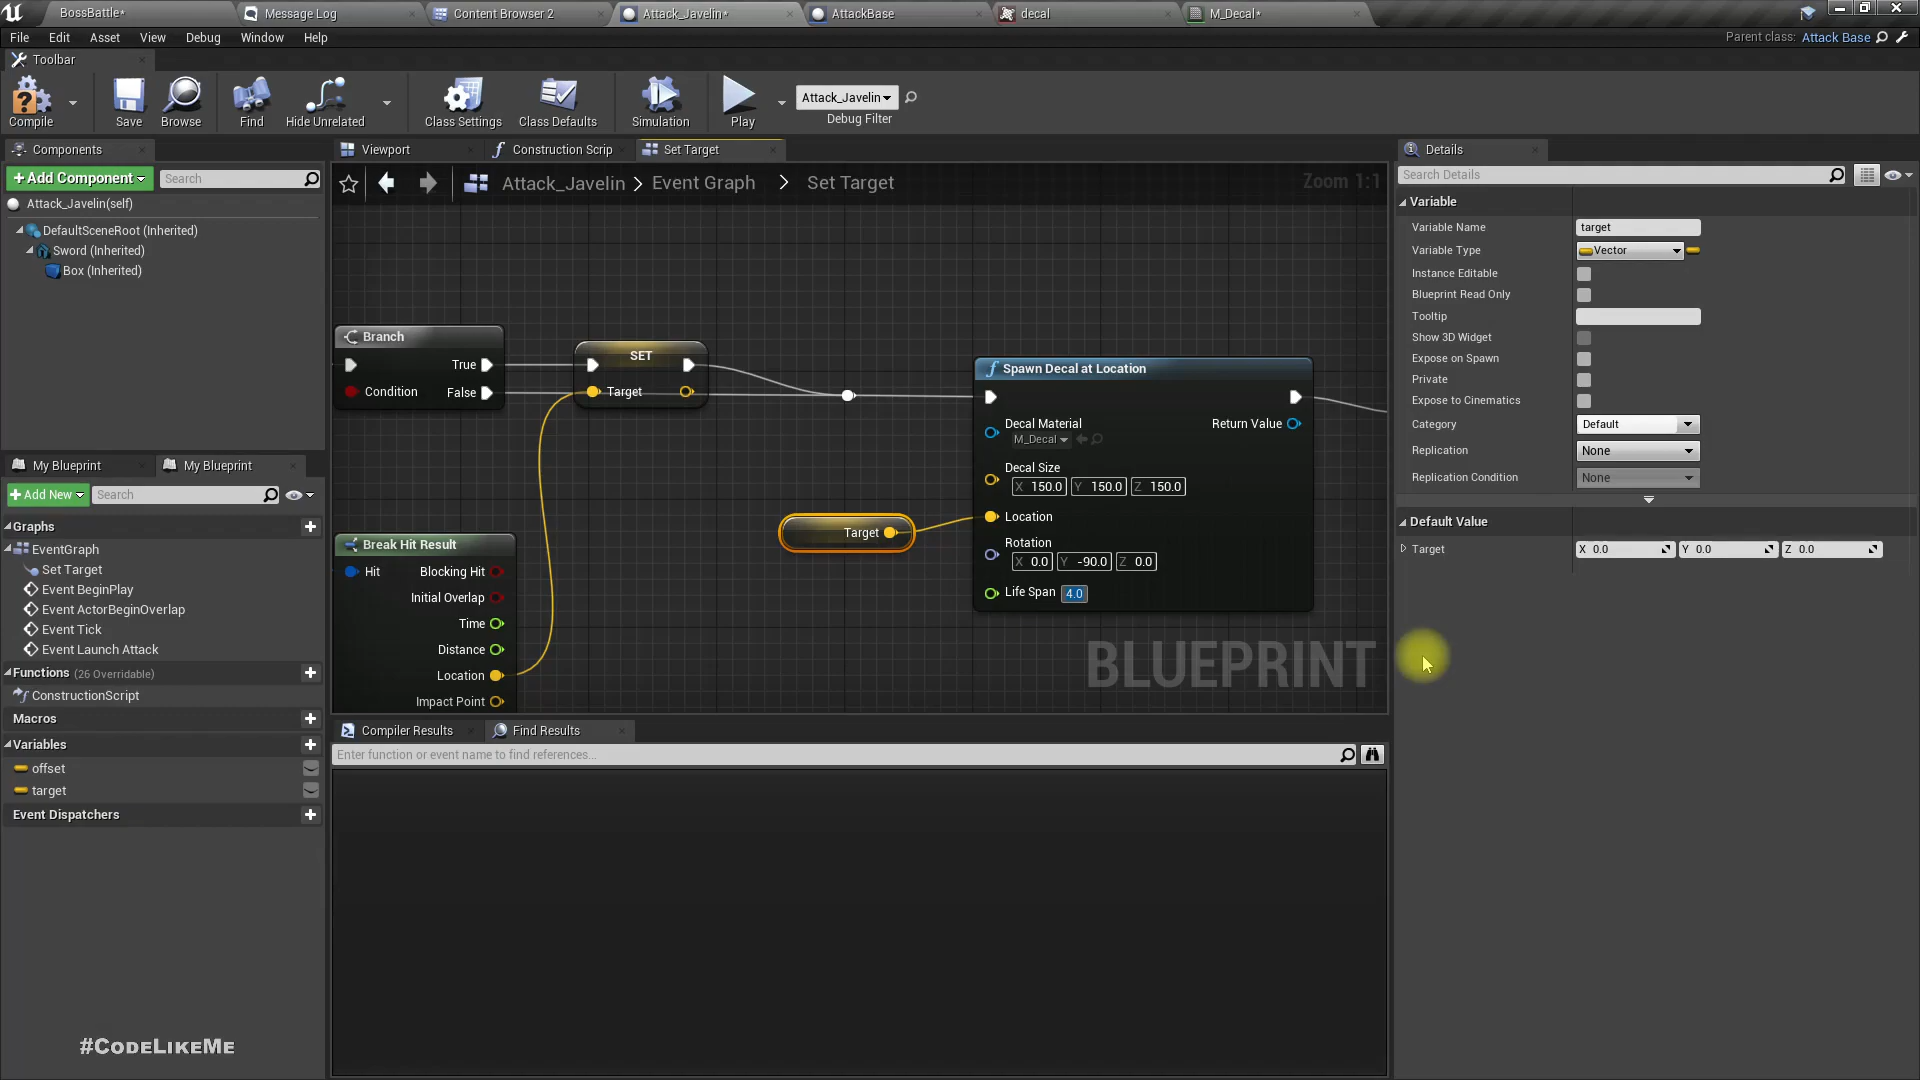 BossBattle*
Message Log
Content Browser 2
Attack_Javelin*
AttackBase
decal
M_Decal*
File Edit Asset View Debug Window Help
Parent class: Attack Base
Toolbar
Compile
Save
Browse
Find
Hide Unrelated
Class Settings
Class Defaults
Simulation
Play
Attack_Javelin
Debug Filter
Components
+Add Component
Search
Attack_Javelin(self)
DefaultSceneRoot (Inherited)
Sword (Inherited)
Box (Inherited)
My Blueprint
My Blueprint
+Add New
Search
Graphs
EventGraph
Set Target
Event BeginPlay
Event ActorBeginOverlap
Event Tick
Event Launch Attack
Functions (26 Overridable)
ConstructionScript
Macros
Variables
offset
target
Event Dispatchers
#CodeLikeMe
Viewport
Construction Scrip
Set Target
Attack_Javelin > Event Graph > Set Target
Zoom 1:1
Branch
True
Condition
False
SET
Target
Break Hit Result
Hit
Blocking Hit
Initial Overlap
Time
Distance
Location
Impact Point
Target
Spawn Decal at Location
Decal Material
M_Decal
Return Value
Decal Size
X 150.0 Y 150.0 Z 150.0
Location
Rotation
X 0.0 Y -90.0 Z 0.0
Life Span 4.0
BLUEPRINT
Compiler Results
Find Results
Enter function or event name to find references...
Details
Search Details
Variable
Variable Name target
Variable Type Vector
Instance Editable
Blueprint Read Only
Tooltip
Show 3D Widget
Expose on Spawn
Private
Expose to Cinematics
Category Default
Replication None
Replication Condition None
Default Value
Target X 0.0 Y 0.0 Z 0.0